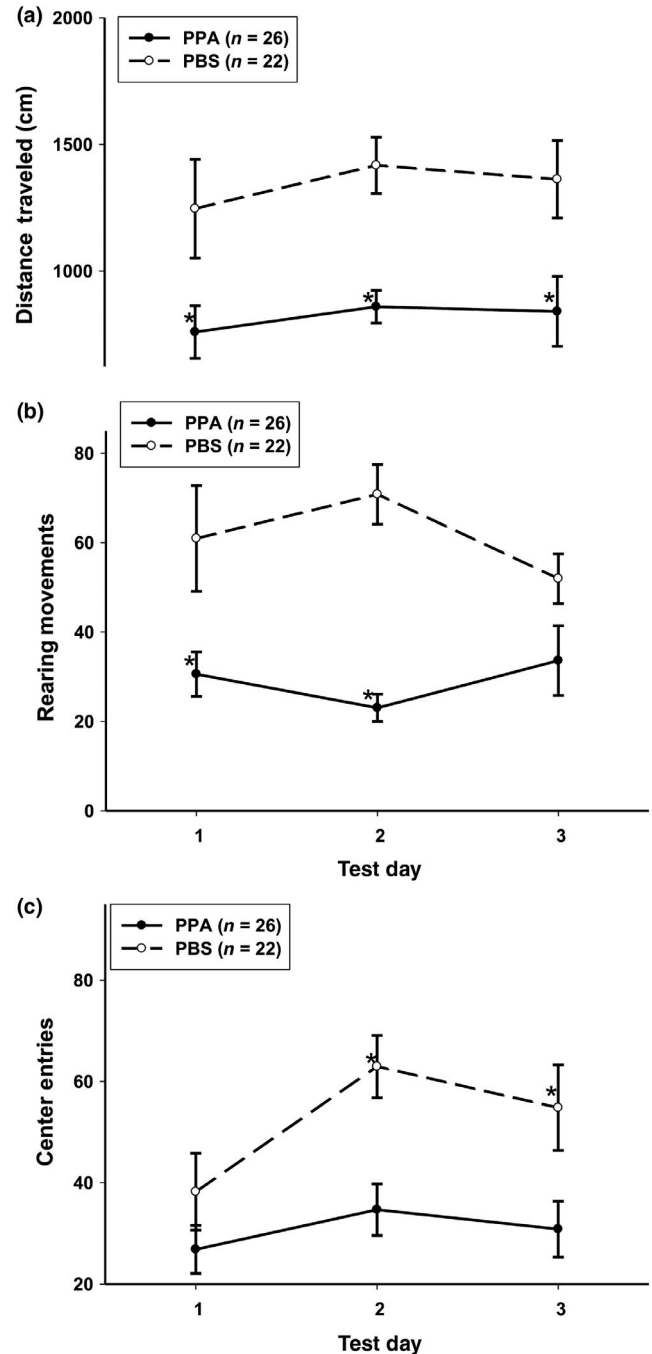 (a)
2000
1500
1000
Distance traveled (cm)
PPA (n = 26)
PBS (n = 22)
*
*
*
(b)
80
60
40
20
0
Rearing movements
PPA (n = 26)
PBS (n = 22)
*
*
1 2 3
Test day
(c)
80
60
40
20
Center entries
PPA (n = 26)
PBS (n = 22)
*
*
1 2 3
Test day